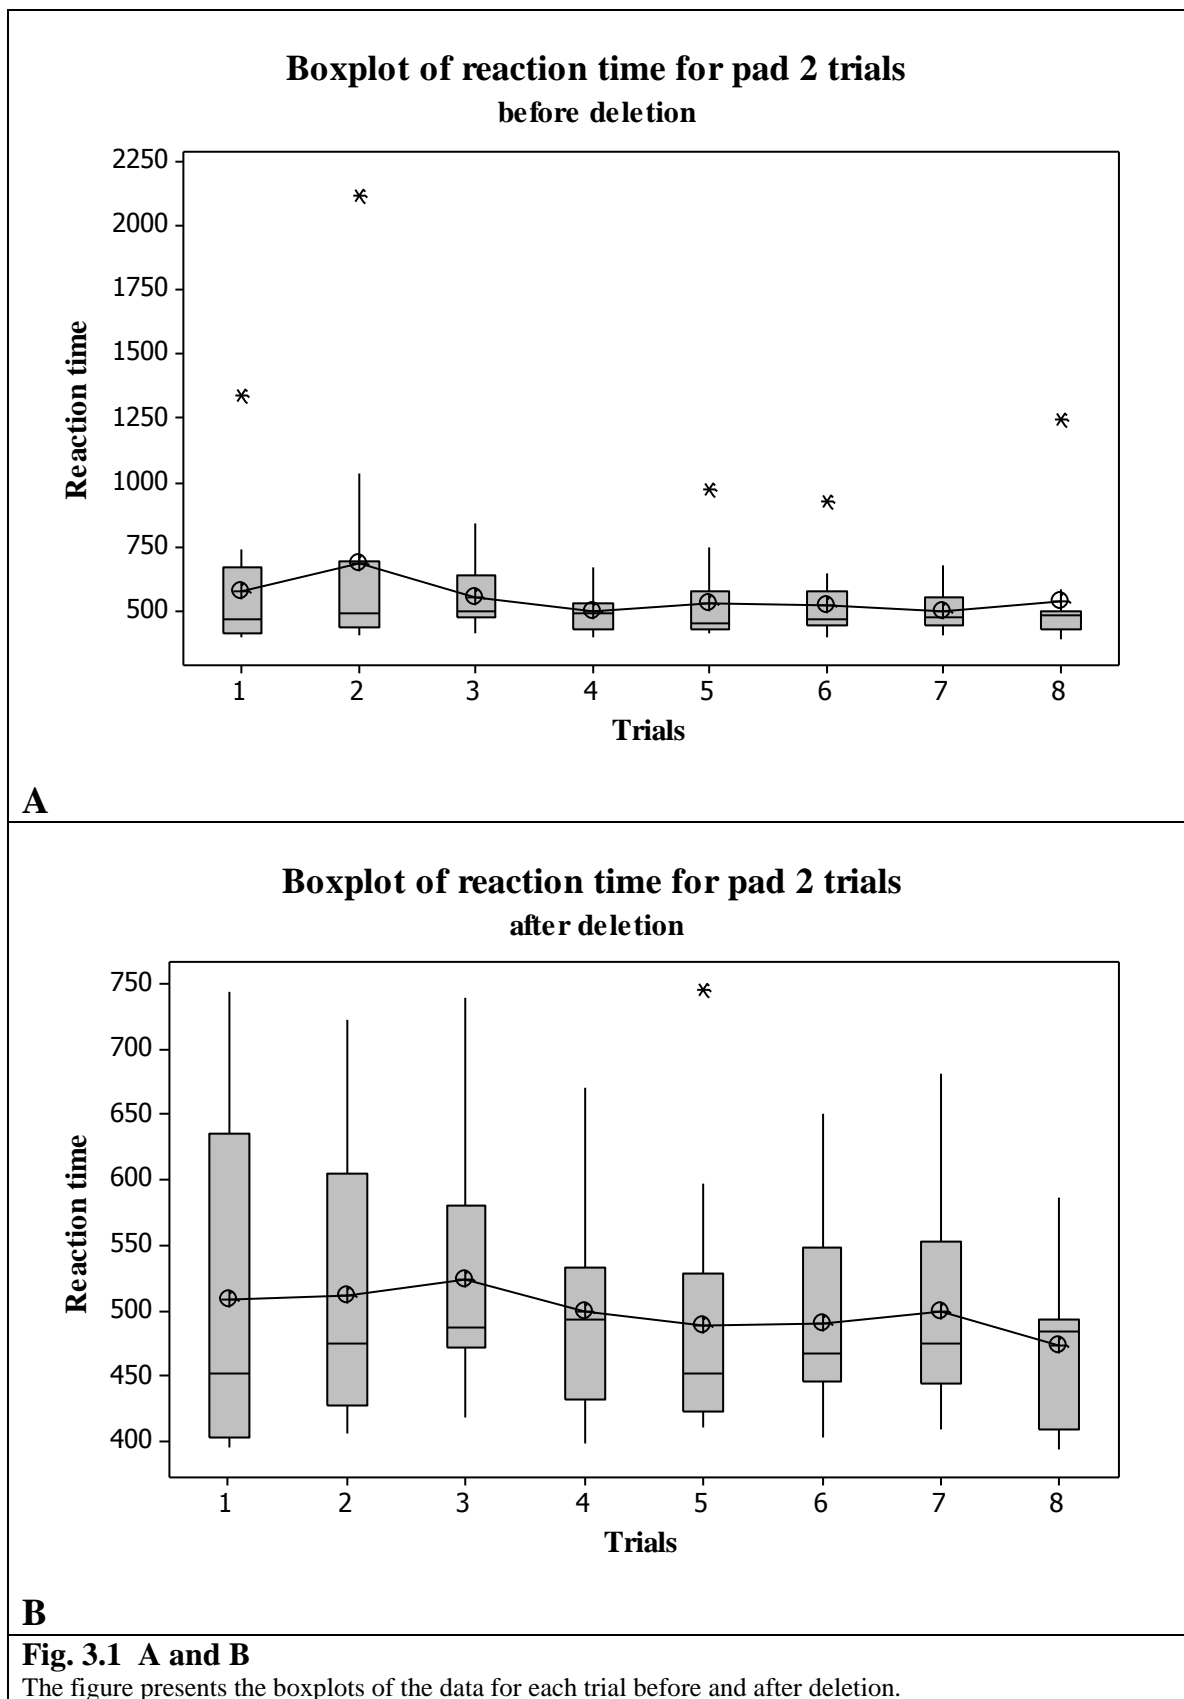 Boxplot of reaction time for pad 2 trials
before deletion
2250
2000
1750
1500
1250
1000
750
500
Reaction time
1 2 3 4 5 6 7 8
Trials
A
Boxplot of reaction time for pad 2 trials
after deletion
750
700
650
600
550
500
450
400
Reaction time
1 2 3 4 5 6 7 8
Trials
B
Fig. 3.1 A and B
The figure presents the boxplots of the data for each trial before and after deletion.